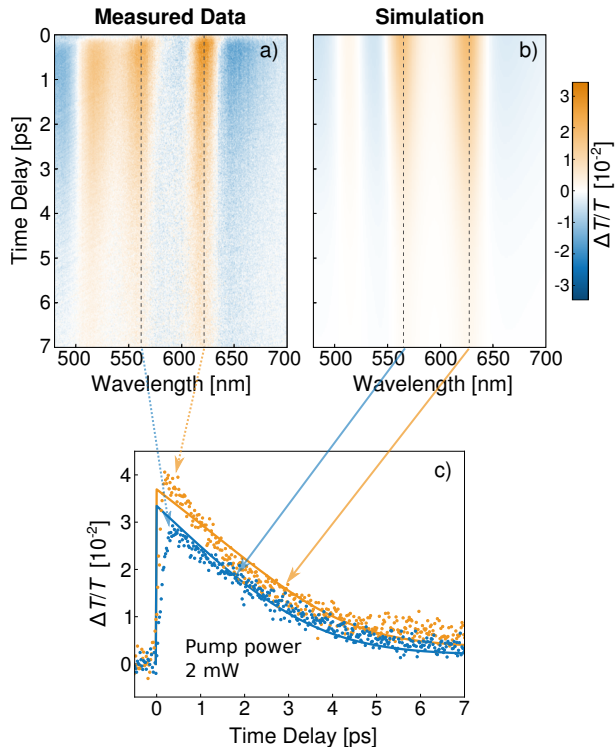 Measured Data
Simulation
a)
b)
0
1
2
3
4
5
6
7
Time Delay [ps]
500 550 600 650 700
Wavelength [nm]
500 550 600 650 700
Wavelength [nm]
3
2
1
0
-1
-2
-3
ΔT/T [10⁻²]
c)
4
3
2
1
0
ΔT/T [10⁻²]
Pump power
2 mW
0 1 2 3 4 5 6 7
Time Delay [ps]